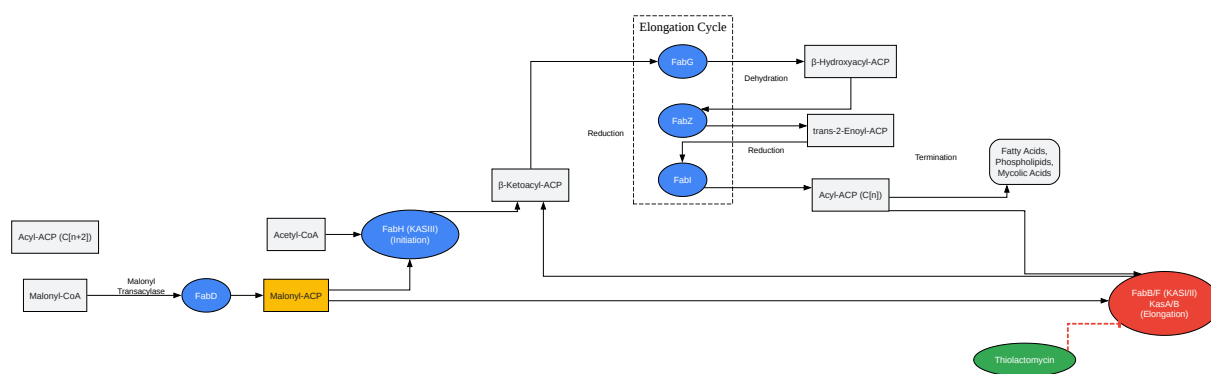 Elongation Cycle
FabG
β-Hydroxyacyl-ACP
Dehydration
FabZ
trans-2-Enoyl-ACP
Reduction
Reduction
Termination
Fatty Acids,
Phospholipids,
Mycolic Acids
FabI
β-Ketoacyl-ACP
Acyl-ACP (C[n])
Acyl-ACP (C[n+2])
Acetyl-CoA
FabH (KASIII)
(Initiation)
Malonyl-CoA
Malonyl
Transacylase
FabD
Malonyl-ACP
FabB/F (KASI/II)
KasA/B
(Elongation)
Thiolactomycin